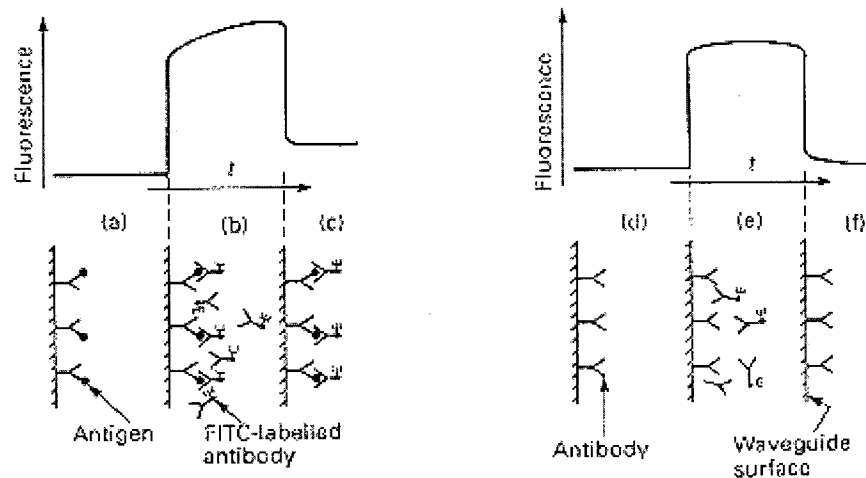 Fluorescence
t
(a)
(b)
(c)
Antigen
FITC-labelled
antibody
Fluorescence
t
(d)
(e)
(f)
Antibody
Waveguide
surface